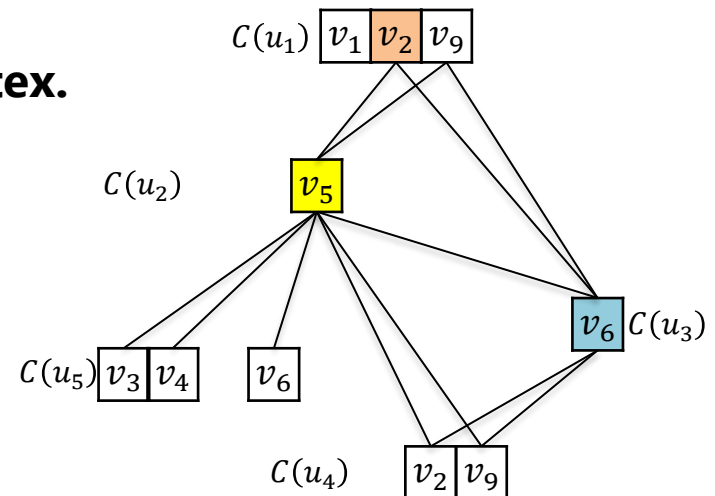 C(u₁) v₁ v₂ v₉
tex.
C(u₂) v₅
v₆ C(u₃)
C(u₅) v₃ v₄ v₆
C(u₄) v₂ v₉